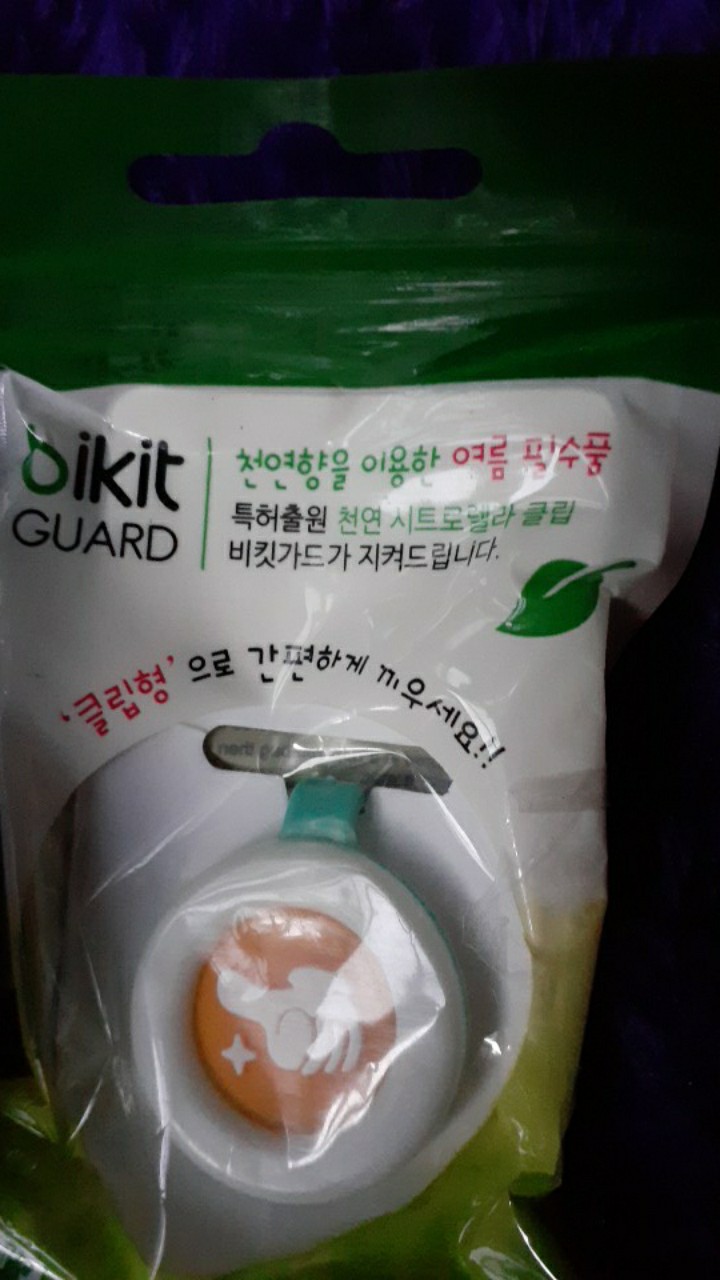 bikit
GUARD
천연향을 이용한 여름 필수품
특허출원 천연 시트로넬라 클립
비킷가드가 지켜드립니다.
'클립형' 으로 간편하게 끼우세요!!